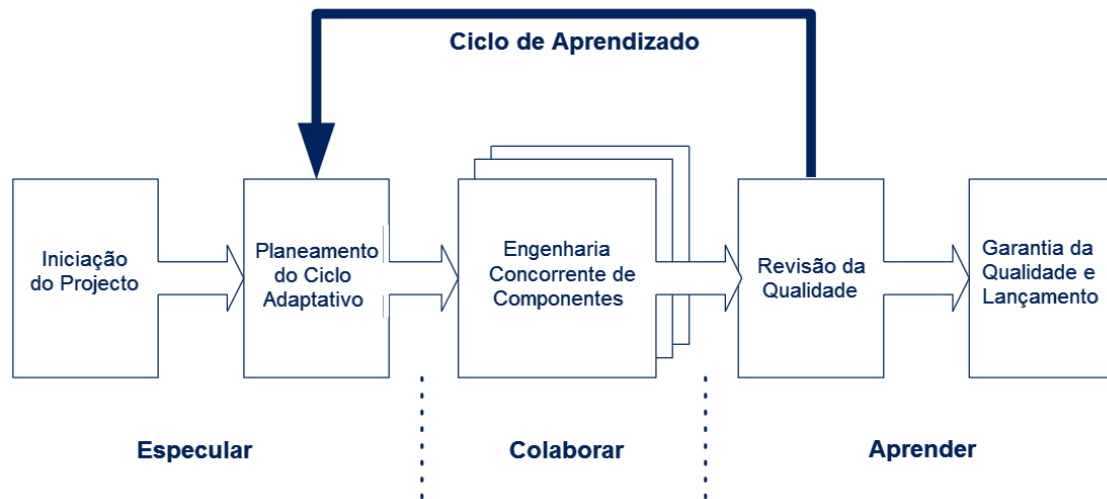 Ciclo de Aprendizado
Iniciação
do Projecto
Planeamento
do Ciclo
Adaptativo
Engenharia
Concorrente de
Componentes
Revisão da
Qualidade
Garantia da
Qualidade e
Lançamento
Especular
Colaborar
Aprender